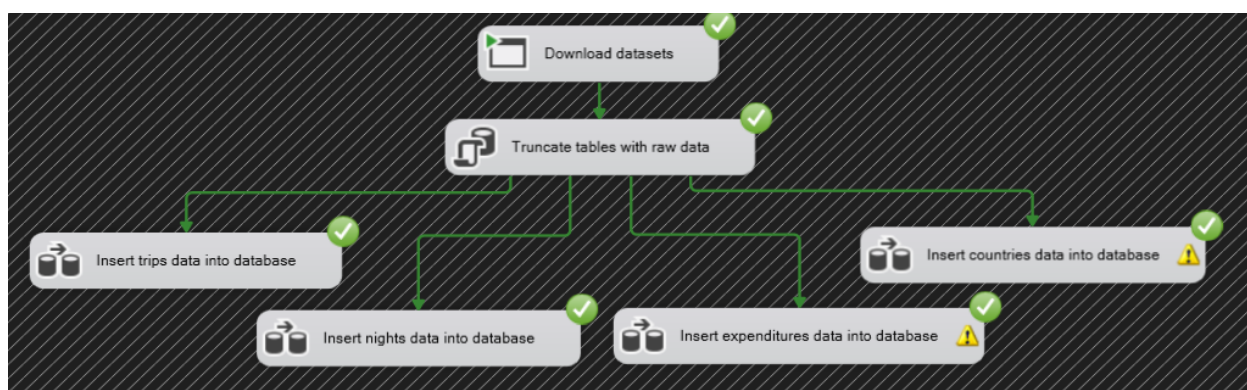 Download datasets
Truncate tables with raw data
Insert trips data into database
Insert countries data into database
Insert nights data into database
Insert expenditures data into database